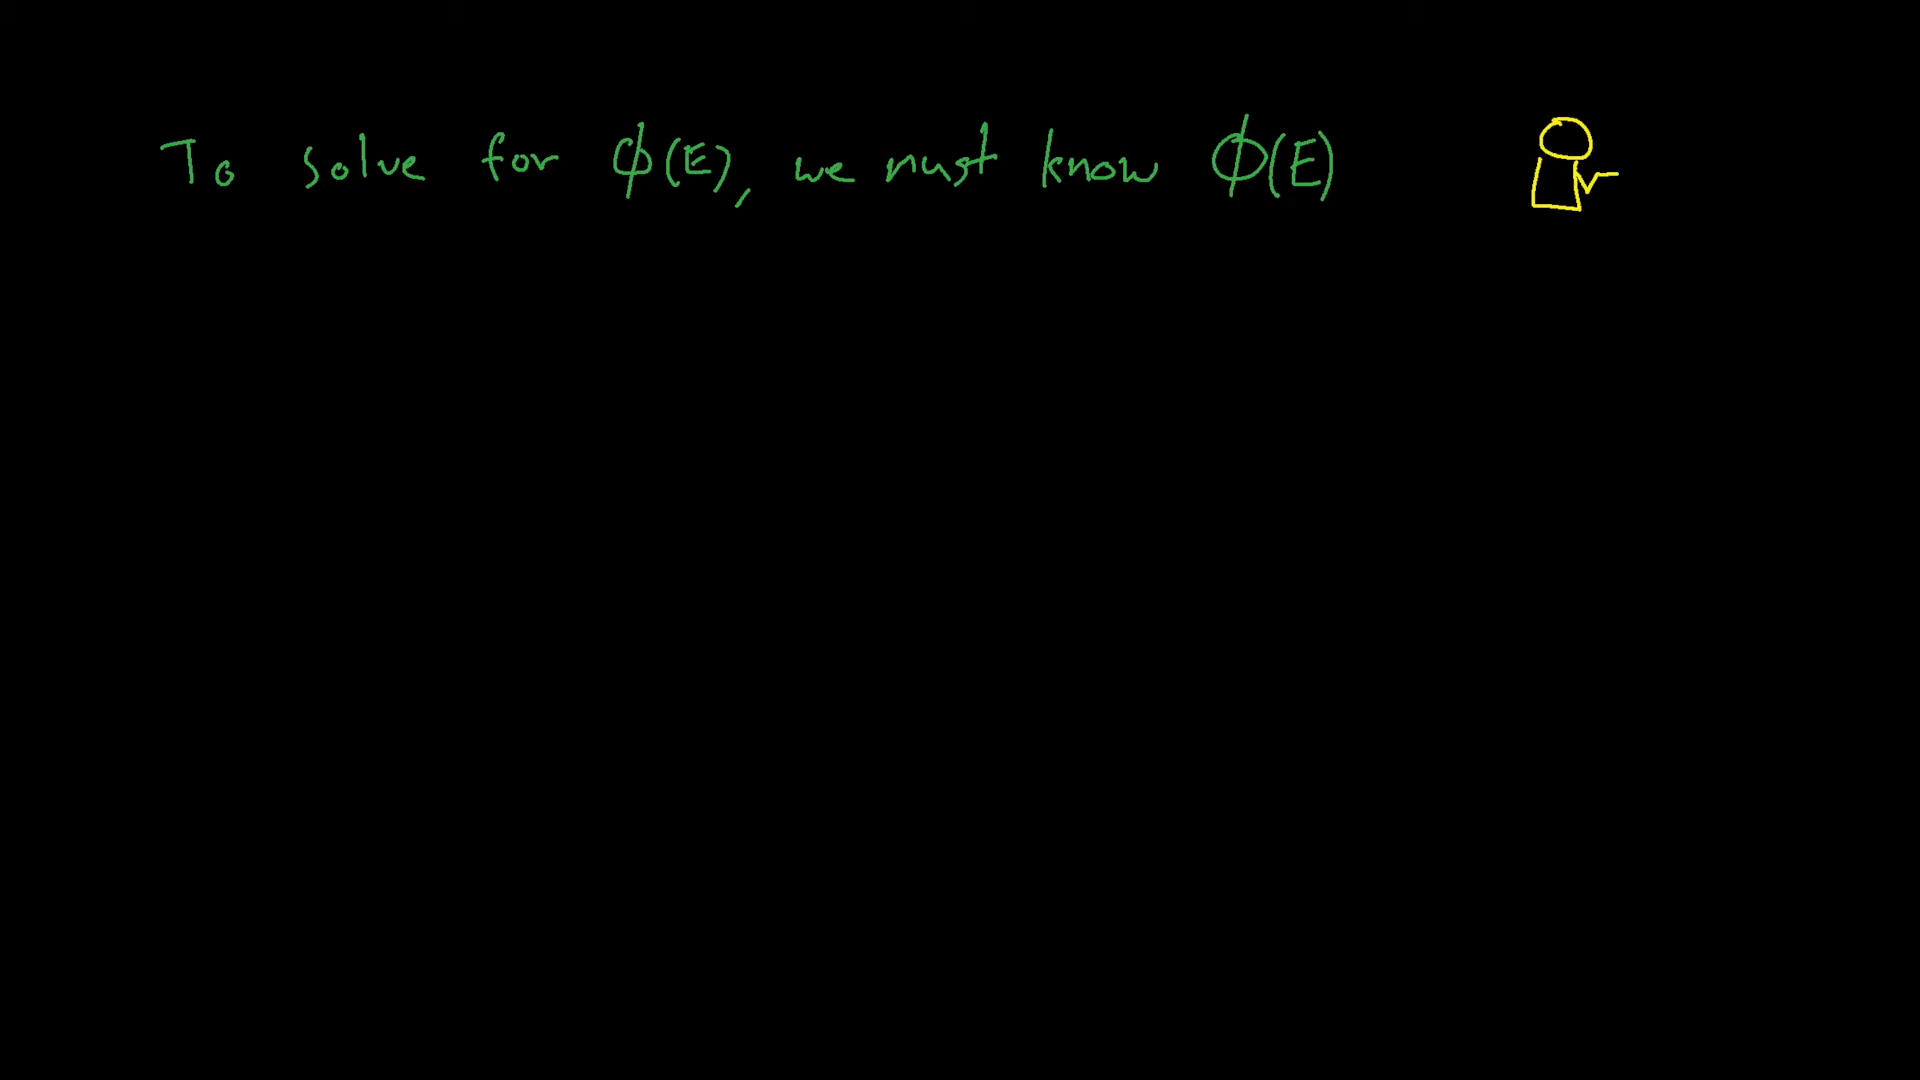 To solve for ϕ(E), we must know ϕ(E)